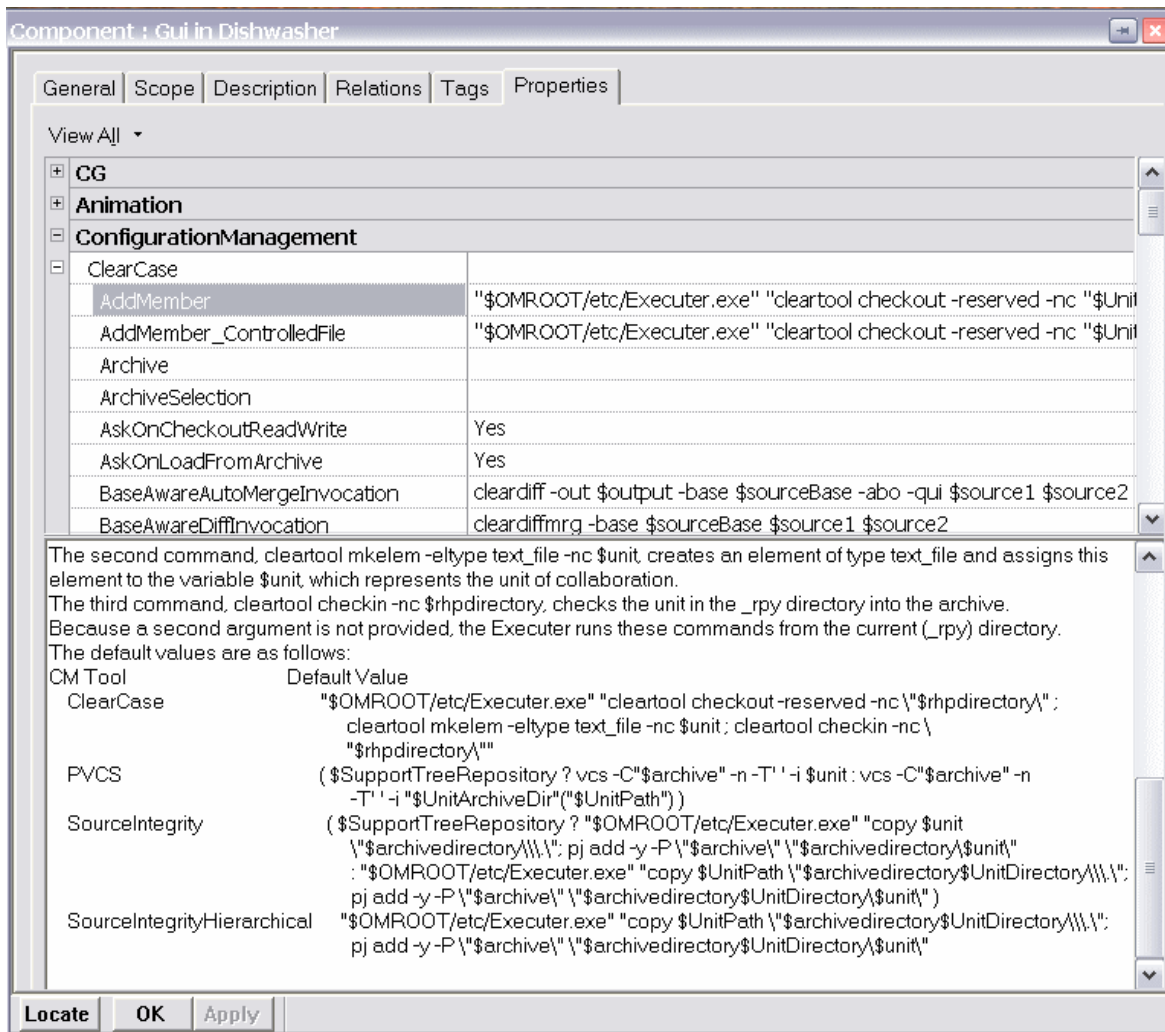 Component : Gui in Dishwasher
General Scope Description Relations Tags Properties
View All
CG
Animation
ConfigurationManagement
ClearCase
AddMember "$OMROOT/etc/Executer.exe" "cleartool checkout -reserved -nc "$Unit
AddMember_ControlledFile "$OMROOT/etc/Executer.exe" "cleartool checkout -reserved -nc "$Unit
Archive
ArchiveSelection
AskOnCheckoutReadWrite Yes
AskOnLoadFromArchive Yes
BaseAwareAutoMergeInvocation cleardiff -out $output -base $sourceBase -abo -qui $source1 $source2
BaseAwareDiffInvocation cleardiffmrg -base $sourceBase $source1 $source2
The second command, cleartool mkelem -eltype text_file -nc $unit, creates an element of type text_file and assigns this
element to the variable $unit, which represents the unit of collaboration.
The third command, cleartool checkin -nc $rhpdirectory, checks the unit in the _rpy directory into the archive.
Because a second argument is not provided, the Executer runs these commands from the current (_rpy) directory.
The default values are as follows:
CM Tool Default Value
ClearCase "$OMROOT/etc/Executer.exe" "cleartool checkout -reserved -nc \"$rhpdirectory\" ;
cleartool mkelem -eltype text_file -nc $unit ; cleartool checkin -nc \
"$rhpdirectory\""
PVCS ( $SupportTreeRepository ? vcs -C"$archive" -n -T' ' -i $unit : vcs -C"$archive" -n
-T' ' -i "$UnitArchiveDir"("$UnitPath") )
SourceIntegrity ( $SupportTreeRepository ? "$OMROOT/etc/Executer.exe" "copy $unit
\"$archivedirectory\\\.\"; pj add -y -P \"$archive\" \"$archivedirectory\$unit\"
: "$OMROOT/etc/Executer.exe" "copy $UnitPath \"$archivedirectory$UnitDirectory\\\.\";
pj add -y -P \"$archive\" \"$archivedirectory$UnitDirectory\$unit\" )
SourceIntegrityHierarchical "$OMROOT/etc/Executer.exe" "copy $UnitPath \"$archivedirectory$UnitDirectory\\\.\";
pj add -y -P \"$archive\" \"$archivedirectory$UnitDirectory\$unit\"
Locate OK Apply